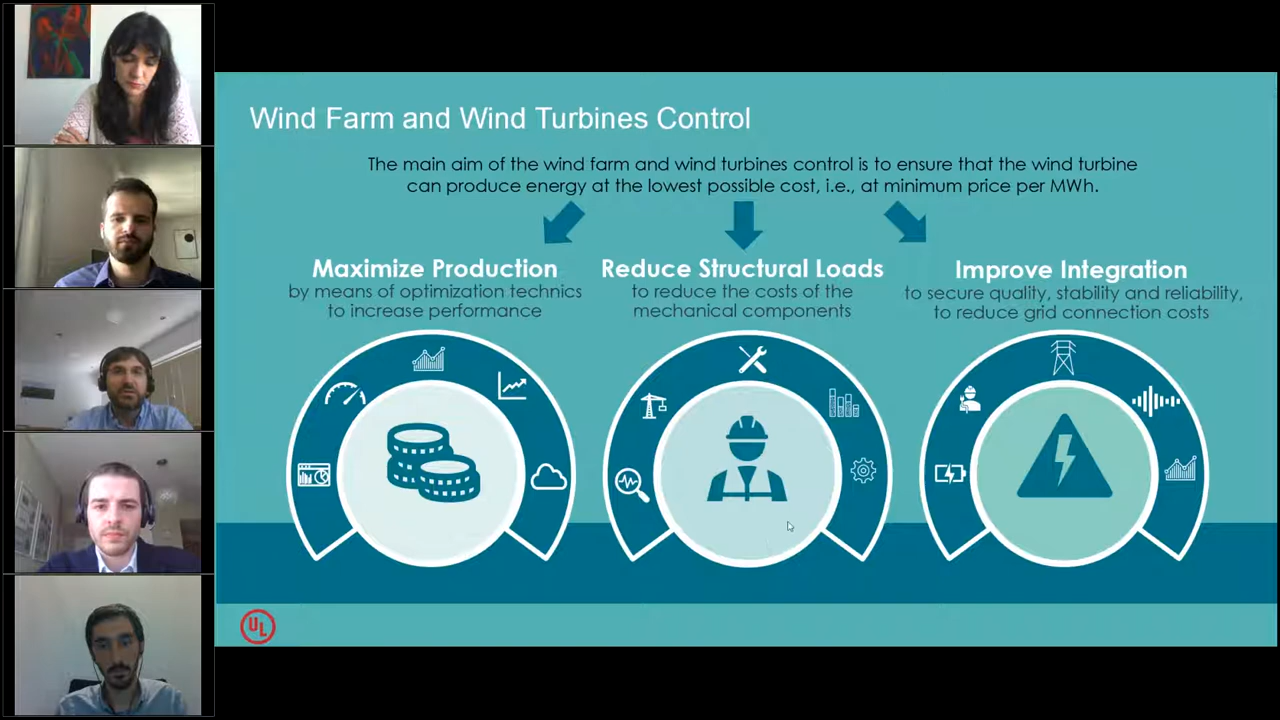 Wind Farm and Wind Turbines Control
The main aim of the wind farm and wind turbines control is to ensure that the wind turbine
can produce energy at the lowest possible cost, i.e., at minimum price per MWh.
Maximize Production
by means of optimization technics
to increase performance
Reduce Structural Loads
to reduce the costs of the
mechanical components
Improve Integration
to secure quality, stability and reliability,
to reduce grid connection costs
UL